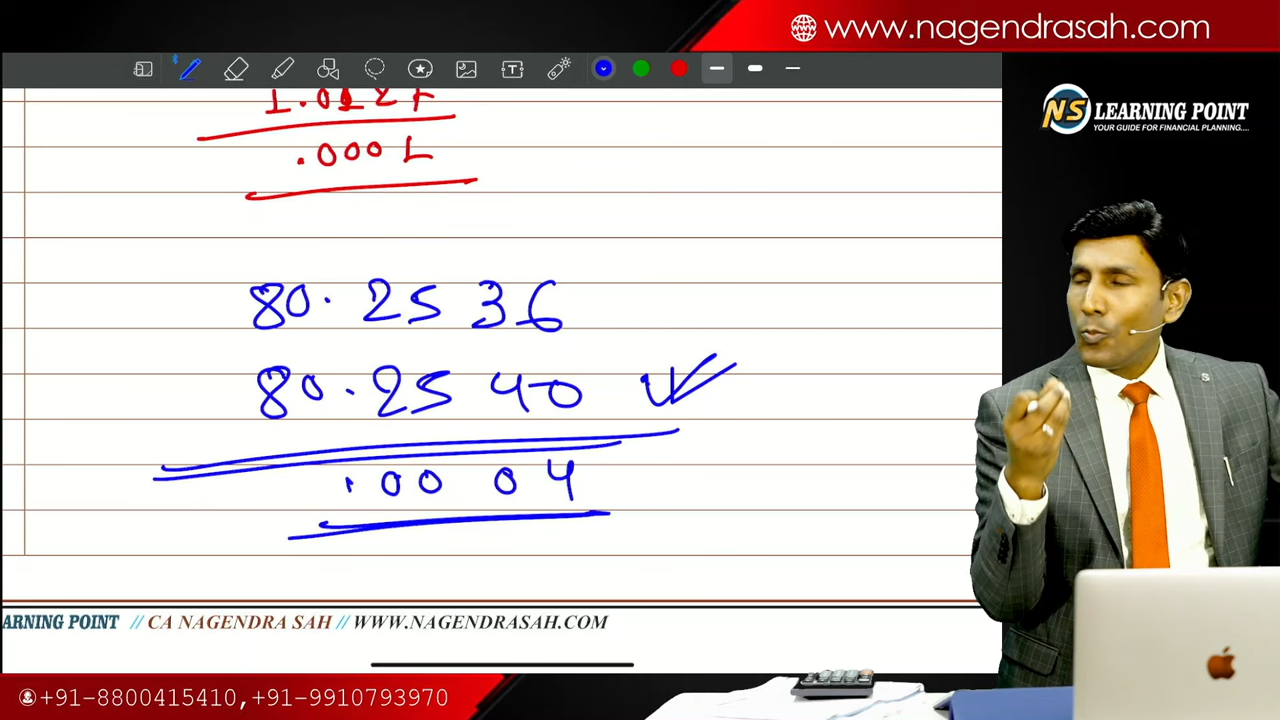 www.nagendrasah.com
NS LEARNING POINT
YOUR GUIDE FOR FINANCIAL PLANNING....
.000L
80.2536
80.2540
.0004
ARNING POINT // CA NAGENDRA SAH // WWW.NAGENDRASAH.COM
+91-8800415410,+91-9910793970